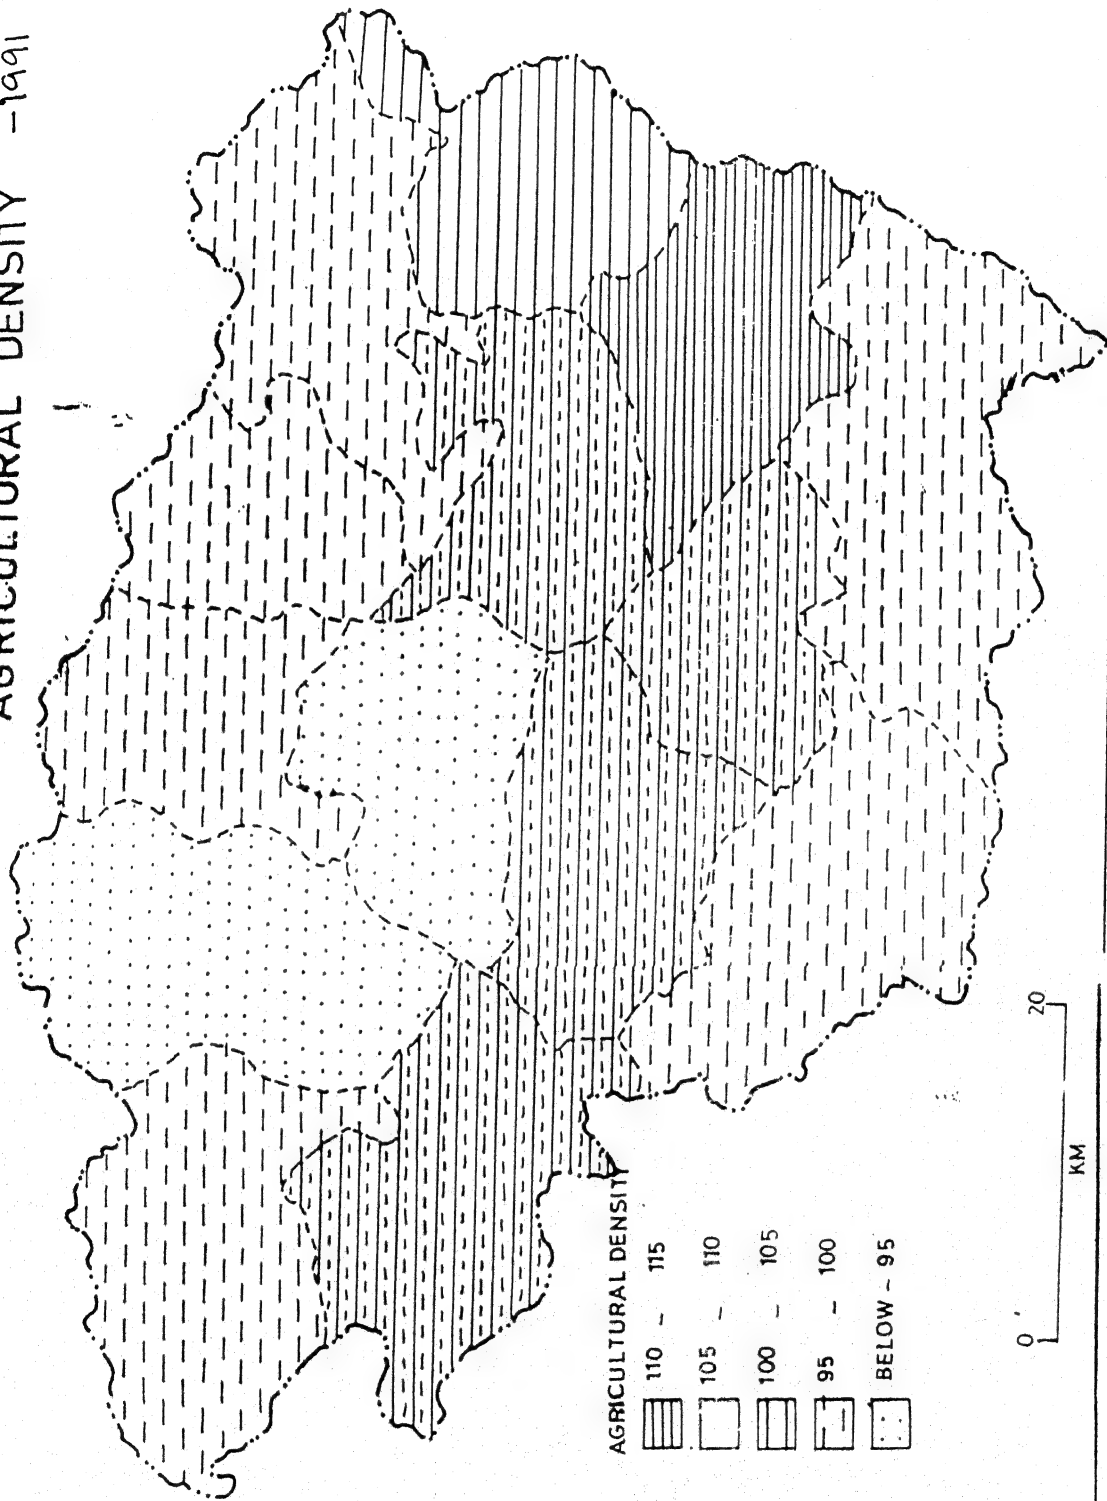 AGRICULTURAL DENSITY - 1991
AGRICULTURAL DENSITY
110 - 115
105 - 110
100 - 105
95 - 100
BELOW - 95
0 20
KM